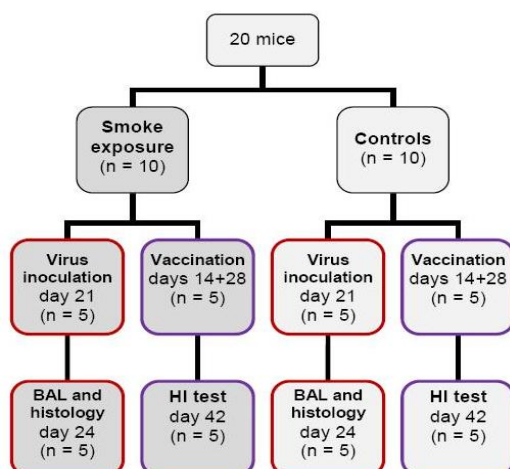 20 mice
Smoke
exposure
(n = 10)
Controls
(n = 10)
Virus
inoculation
day 21
(n = 5)
Vaccination
days 14+28
(n = 5)
Virus
inoculation
day 21
(n = 5)
Vaccination
days 14+28
(n = 5)
BAL and
histology
day 24
(n = 5)
HI test
day 42
(n = 5)
BAL and
histology
day 24
(n = 5)
HI test
day 42
(n = 5)